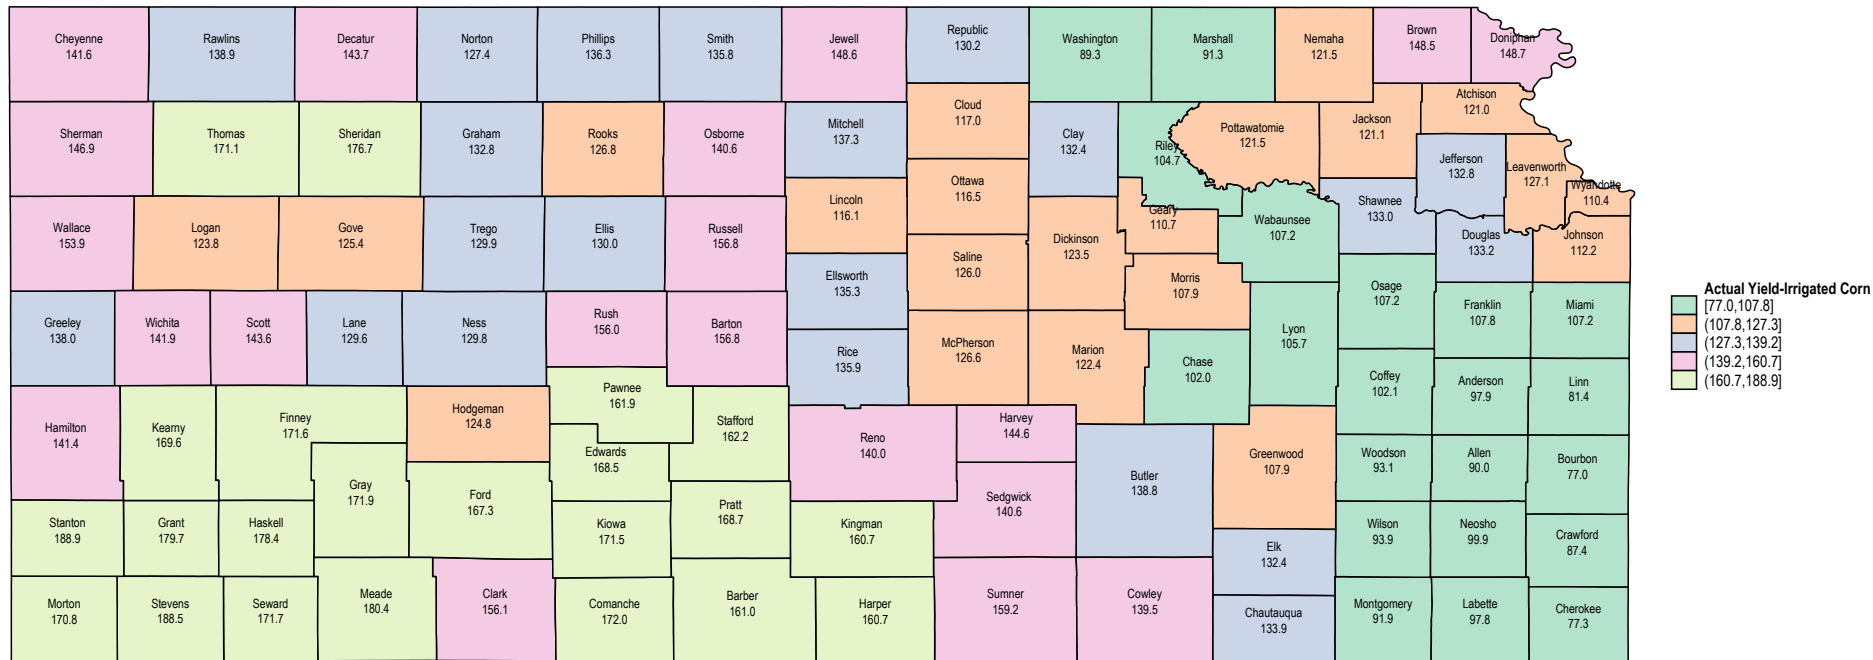 Cheyenne
141.6
Rawlins
138.9
Decatur
143.7
Norton
127.4
Phillips
136.3
Smith
135.8
Jewell
148.6
Republic
130.2
Washington
89.3
Marshall
91.3
Nemaha
121.5
Brown
148.5
Doniphan
148.7
Sherman
146.9
Thomas
171.1
Sheridan
176.7
Graham
132.8
Rooks
126.8
Osborne
140.6
Mitchell
137.3
Cloud
117.0
Clay
132.4
Riley
104.7
Pottawatomie
121.5
Jackson
121.1
Atchison
121.0
Jefferson
132.8
Leavenworth
127.1
Wyandotte
110.4
Wallace
153.9
Logan
123.8
Gove
125.4
Trego
129.9
Ellis
130.0
Russell
156.8
Lincoln
116.1
Ottawa
116.5
Dickinson
123.5
Geary
110.7
Wabaunsee
107.2
Shawnee
133.0
Douglas
133.2
Johnson
112.2
Ellsworth
135.3
Saline
126.0
Morris
107.9
Osage
107.2
Franklin
107.8
Miami
107.2
Greeley
138.0
Wichita
141.9
Scott
143.6
Lane
129.6
Ness
129.8
Rush
156.0
Barton
156.8
Rice
135.9
McPherson
126.6
Marion
122.4
Chase
102.0
Lyon
105.7
Coffey
102.1
Anderson
97.9
Linn
81.4
Hamilton
141.4
Kearny
169.6
Finney
171.6
Hodgeman
124.8
Pawnee
161.9
Stafford
162.2
Edwards
168.5
Gray
171.9
Ford
167.3
Reno
140.0
Harvey
144.6
Sedgwick
140.6
Butler
138.8
Greenwood
107.9
Woodson
93.1
Allen
90.0
Bourbon
77.0
Stanton
188.9
Grant
179.7
Haskell
178.4
Kiowa
171.5
Pratt
168.7
Kingman
160.7
Elk
132.4
Wilson
93.9
Neosho
99.9
Crawford
87.4
Morton
170.8
Stevens
188.5
Seward
171.7
Meade
180.4
Clark
156.1
Comanche
172.0
Barber
161.0
Harper
160.7
Sumner
159.2
Cowley
139.5
Chautauqua
133.9
Montgomery
91.9
Labette
97.8
Cherokee
77.3
Actual Yield-Irrigated Corn
[77.0,107.8]
(107.8,127.3]
(127.3,139.2]
(139.2,160.7]
(160.7,188.9]